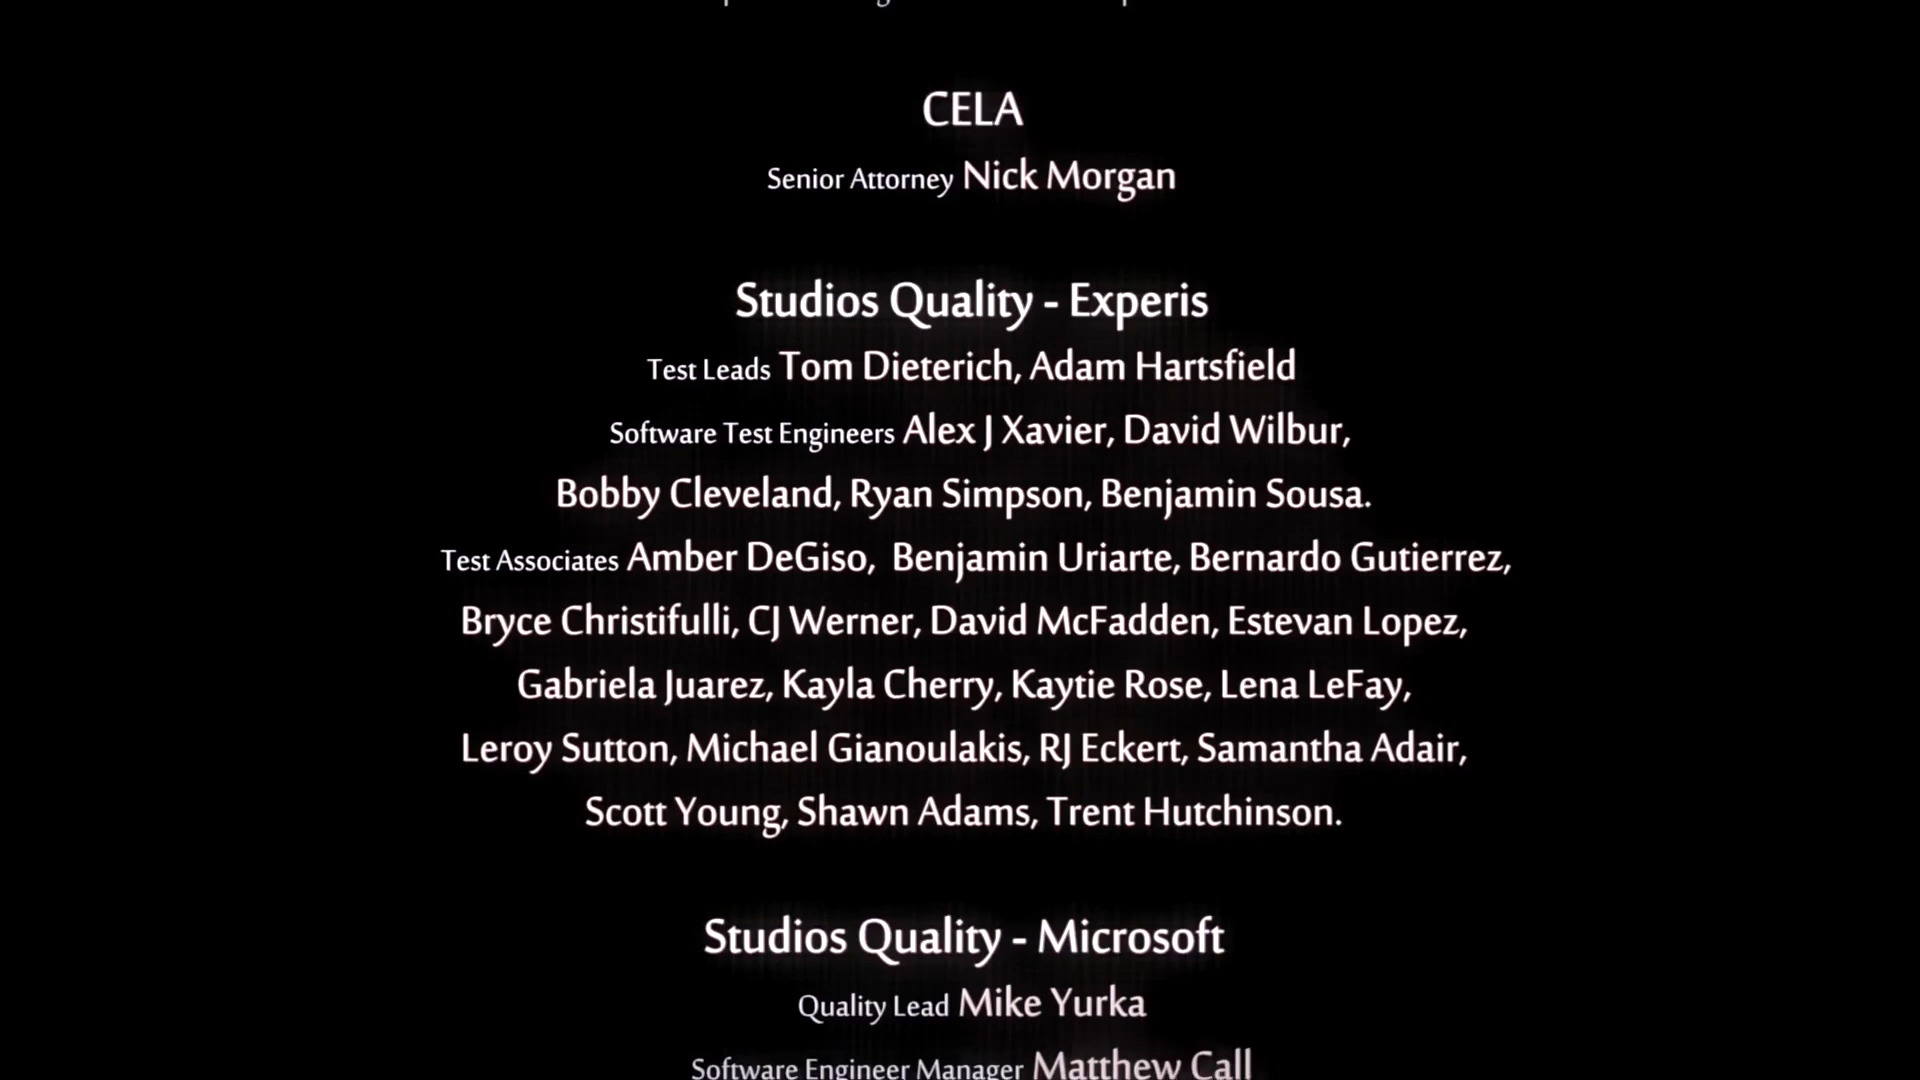 CELA
Senior Attorney Nick Morgan
Studios Quality - Experis
Test Leads Tom Dieterich, Adam Hartsfield
Software Test Engineers Alex J Xavier, David Wilbur,
Bobby Cleveland, Ryan Simpson, Benjamin Sousa.
Test Associates Amber DeGiso,  Benjamin Uriarte, Bernardo Gutierrez,
Bryce Christifulli, CJ Werner, David McFadden, Estevan Lopez,
Gabriela Juarez, Kayla Cherry, Kaytie Rose, Lena LeFay,
Leroy Sutton, Michael Gianoulakis, RJ Eckert, Samantha Adair,
Scott Young, Shawn Adams, Trent Hutchinson.
Studios Quality - Microsoft
Quality Lead Mike Yurka
Software Engineer Manager Matthew Call